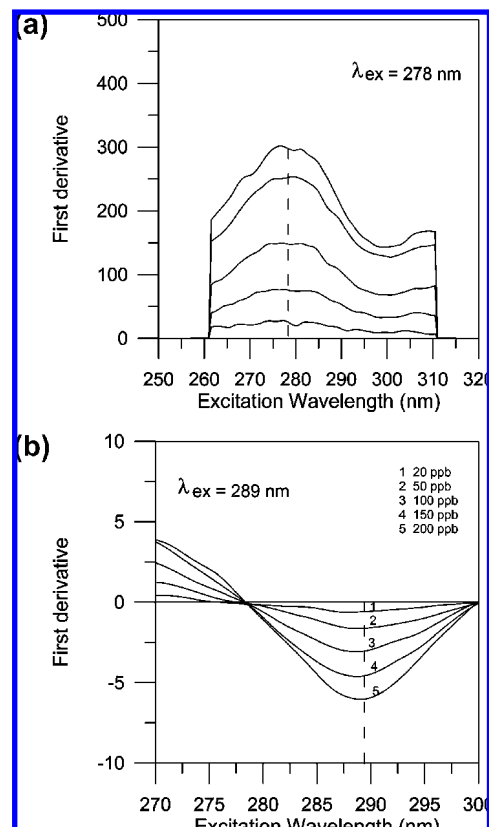 (a)
500
400
300
200
100
0
First derivative
λex = 278 nm
250 260 270 280 290 300 310 320
Excitation Wavelength (nm)
(b)
10
5
0
-5
-10
First derivative
λex = 289 nm
1 20 ppb
2 50 ppb
3 100 ppb
4 150 ppb
5 200 ppb
1
2
3
4
5
270 275 280 285 290 295 300
Excitation Wavelength (nm)